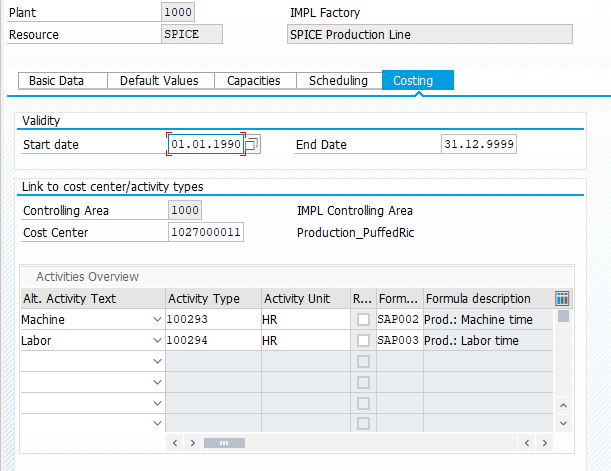 Plant 1000 IMPL Factory
Resource SPICE SPICE Production Line
Basic Data Default Values Capacities Scheduling Costing
Validity
Start date 01.01.1990 End Date 31.12.9999
Link to cost center/activity types
Controlling Area 1000 IMPL Controlling Area
Cost Center 1027000011 Production_PuffedRic
Activities Overview
Alt. Activity Text Activity Type Activity Unit R... Form... Formula description
Machine 100293 HR SAP002 Prod.: Machine time
Labor 100294 HR SAP003 Prod.: Labor time